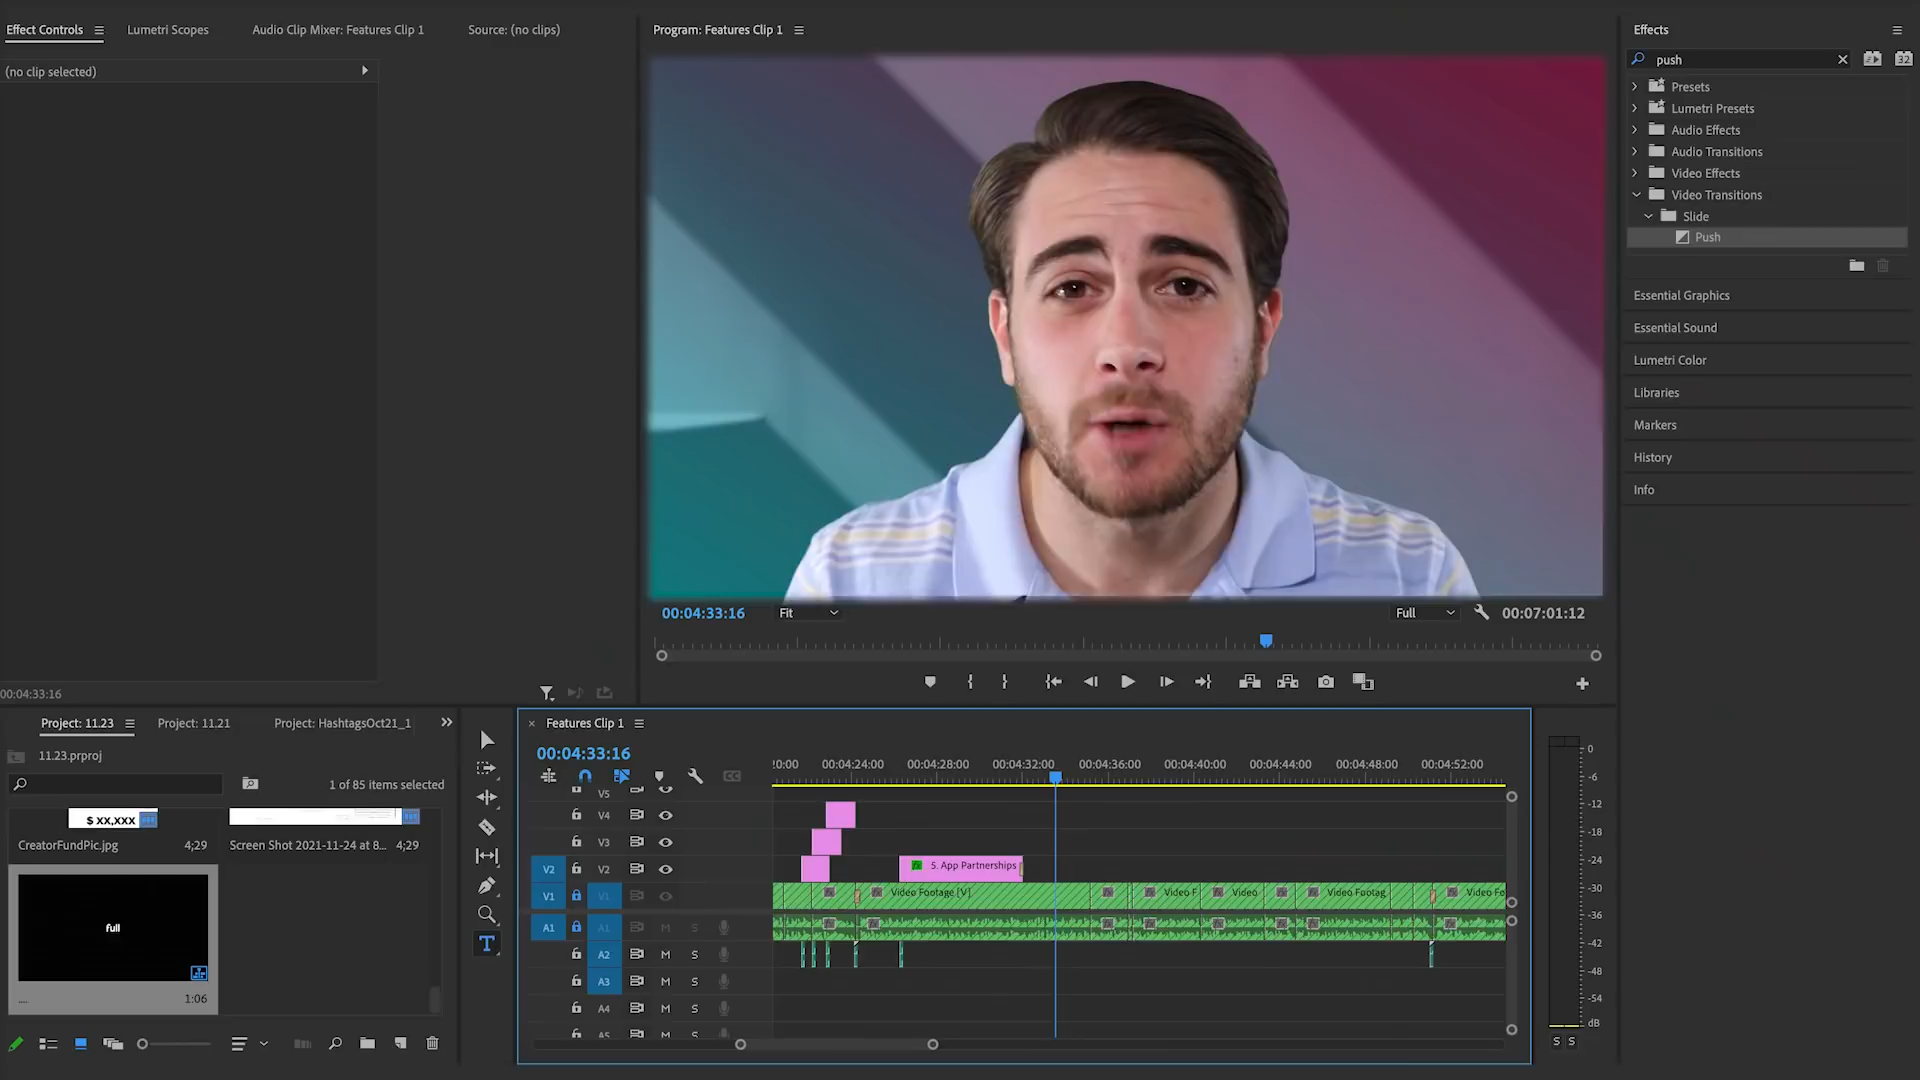 Effect Controls
Lumetri Scopes
Audio Clip Mixer: Features Clip 1
Source: (no clips)
(no clip selected)
00:04:33:16
Program: Features Clip 1
00:04:33:16
Fit
Full
00:07:01:12
Effects
push
32
Presets
Lumetri Presets
Audio Effects
Audio Transitions
Video Effects
Video Transitions
Slide
Push
Essential Graphics
Essential Sound
Lumetri Color
Libraries
Markers
History
Info
Project: 11.23
Project: 11.21
Project: HashtagsOct21_1
11.23.prproj
1 of 85 items selected
$ XX,XXX
CreatorFundPic.jpg
4;29
Screen Shot 2021-11-24 at 8...
4;29
full
....
1:06
T
Features Clip 1
00:04:33:16
:20:00
00:04:24:00
00:04:28:00
00:04:32:00
00:04:36:00
00:04:40:00
00:04:44:00
00:04:48:00
00:04:52:00
V5
V4
V3
V2
V2
fx
5. App Partnerships
V1
V1
Video Footage [V]
Video F
Video
Video Footag
Video Fo
A1
A1
M
S
A2
M
S
A3
M
S
A4
M
S
A5
M
S
0
-6
-12
-18
-24
-30
-36
-42
-48
-54
dB
S
S